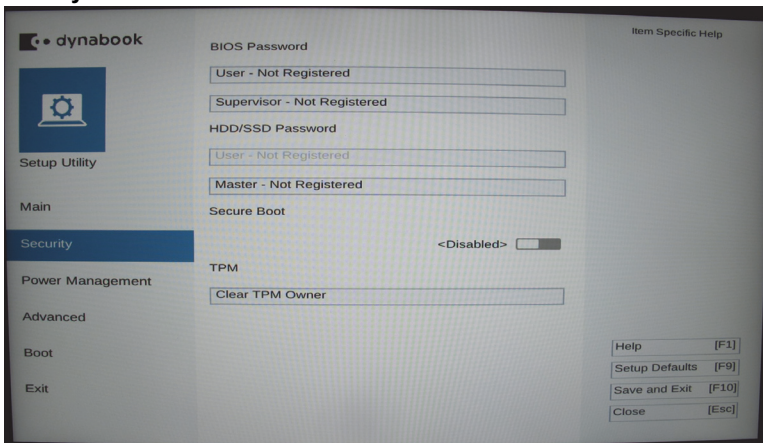 dynabook
Setup Utility
Main
Security
Power Management
Advanced
Boot
Exit
BIOS Password
User - Not Registered
Supervisor - Not Registered
HDD/SSD Password
User - Not Registered
Master - Not Registered
Secure Boot
<Disabled>
TPM
Clear TPM Owner
Item Specific Help
Help [F1]
Setup Defaults [F9]
Save and Exit [F10]
Close [Esc]